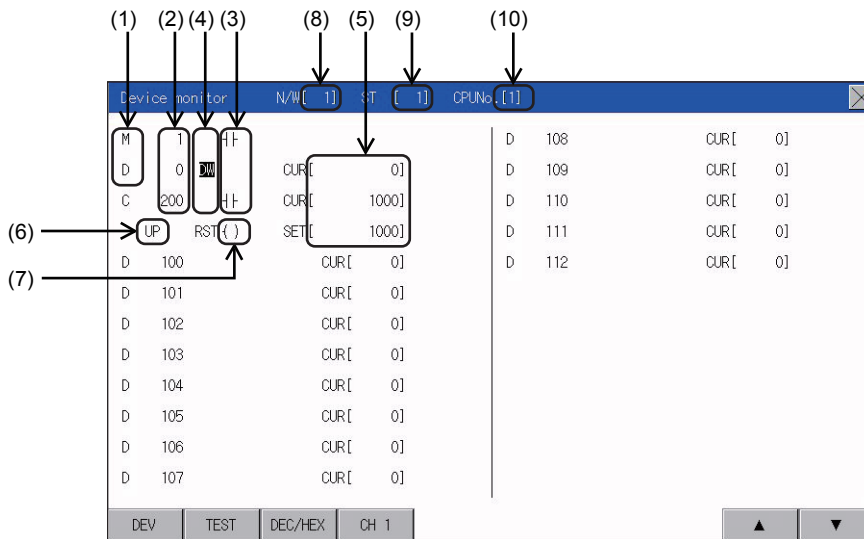 (1) (2) (4) (3) (8) (5) (9) (10)
Device monitor N/W[ 1] ST [ 1] CPUNo.[1]
M 1
D 0 DW CUR[ 0]
C 200 CUR[ 1000]
(6) UP RST( ) SET[ 1000]
(7)
D 100 CUR[ 0]
D 101 CUR[ 0]
D 102 CUR[ 0]
D 103 CUR[ 0]
D 104 CUR[ 0]
D 105 CUR[ 0]
D 106 CUR[ 0]
D 107 CUR[ 0]
D 108 CUR[ 0]
D 109 CUR[ 0]
D 110 CUR[ 0]
D 111 CUR[ 0]
D 112 CUR[ 0]
DEV TEST DEC/HEX CH 1 ▲ ▼